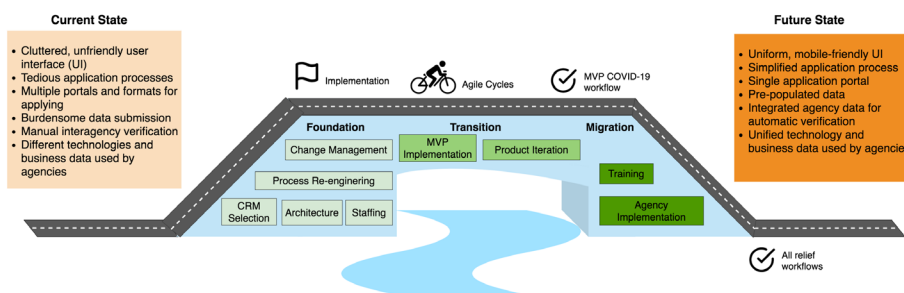 Current State
• Cluttered, unfriendly user
interface (UI)
• Tedious application processes
• Multiple portals and formats for
applying
• Burdensome data submission
• Manual interagency verification
• Different technologies and
business data used by
agencies
Implementation
Agile Cycles
MVP COVID-19
workflow
Foundation
Transition
Migration
Change Management
MVP
Implementation
Product Iteration
Process Re-enginering
Training
CRM
Selection
Architecture
Staffing
Agency
Implementation
Future State
• Uniform, mobile-friendly UI
• Simplified application process
• Single application portal
• Pre-populated data
• Integrated agency data for
automatic verification
• Unified technology and
business data used by agencie
All relief
workflows